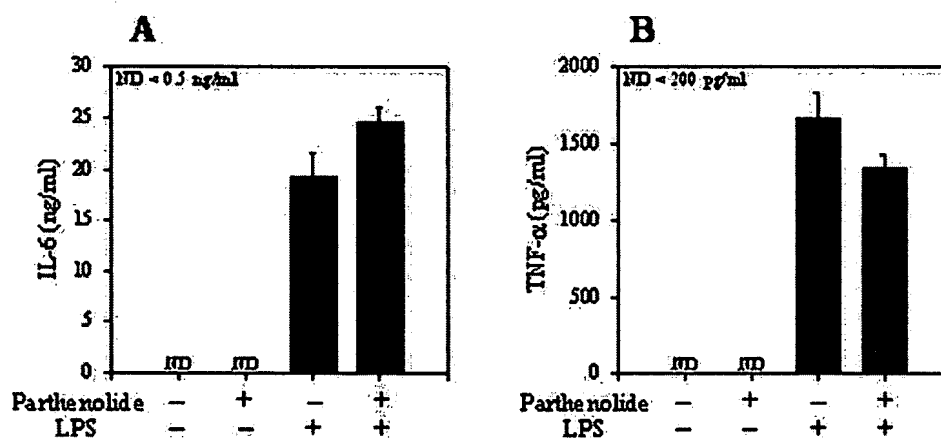 A
B
ND < 0.5 ng/ml
ND < 200 pg/ml
IL-6 (ng/ml)
30
25
20
15
10
5
0
ND ND
TNF-α (pg/ml)
2000
1500
1000
500
0
ND ND
Parthenolide − + − +
LPS − − + +
Parthenolide − + − +
LPS − − + +